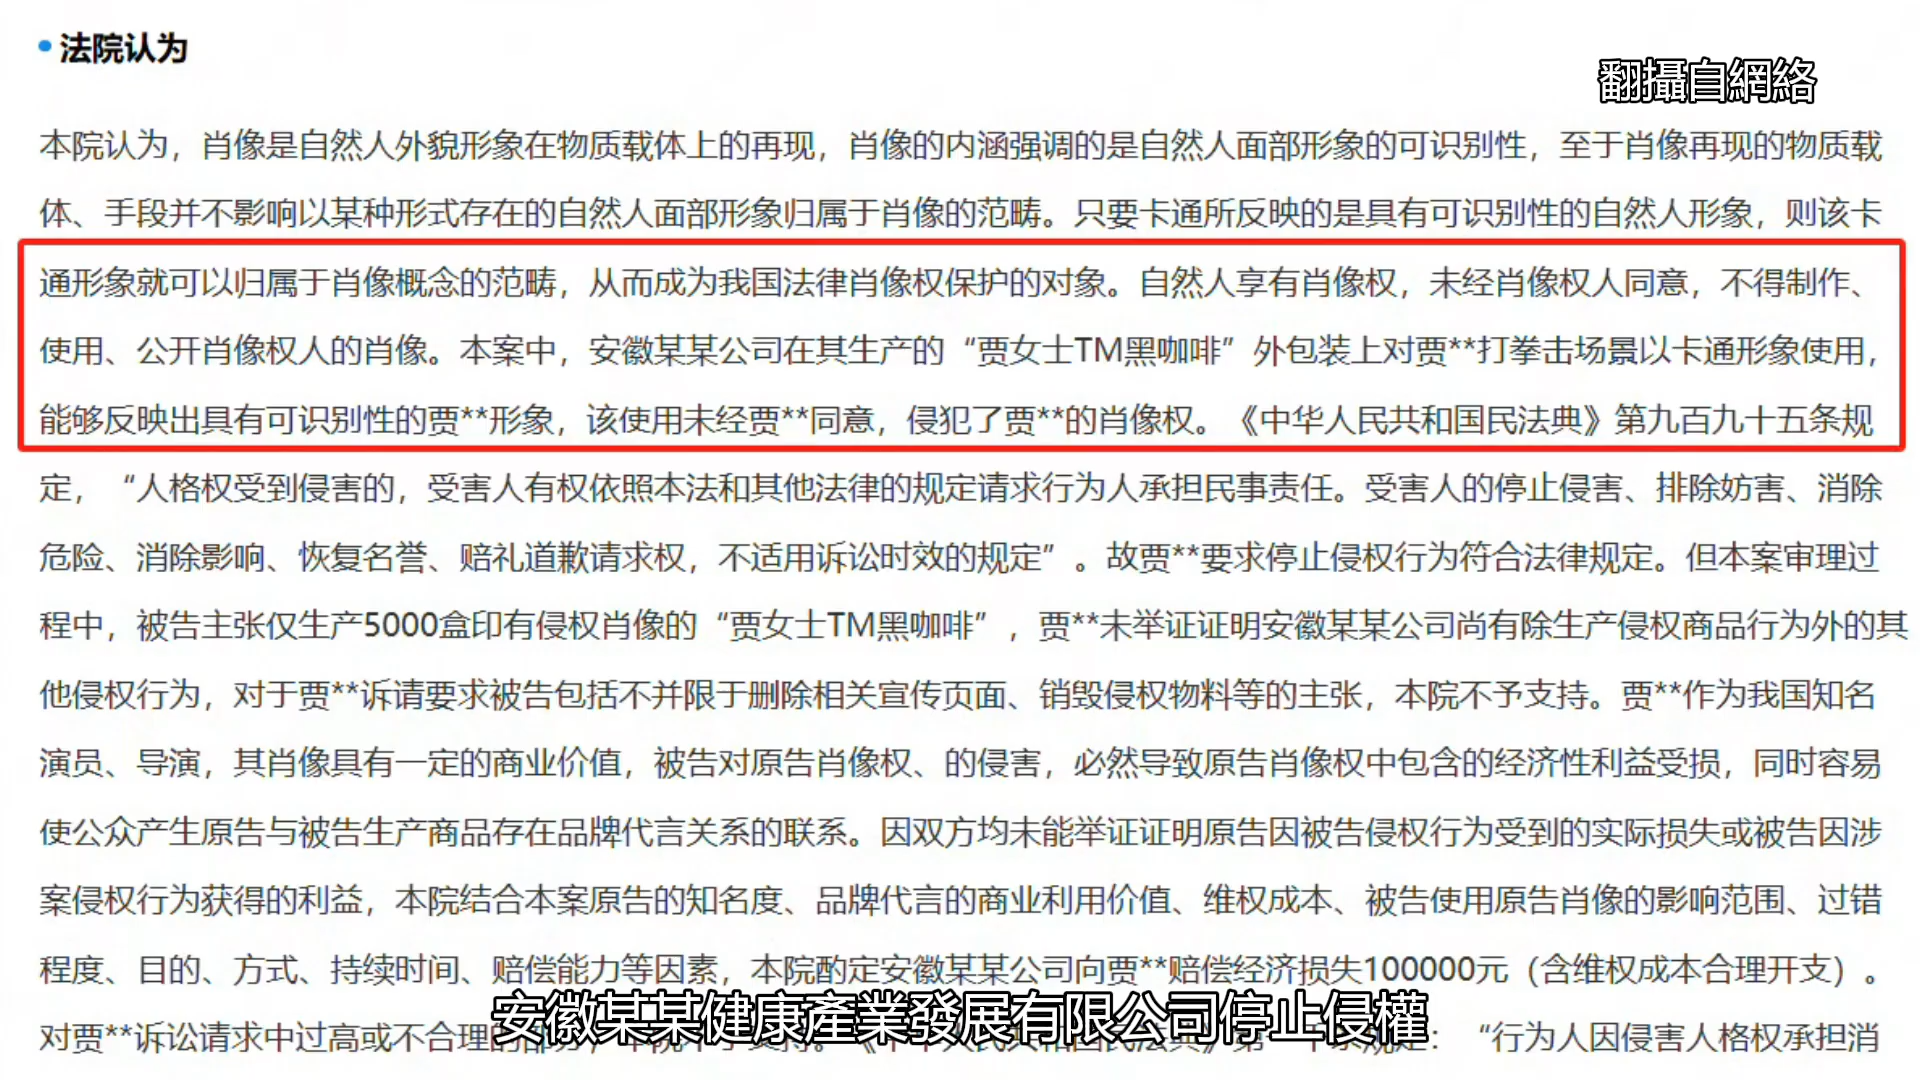 法院认为
翻攝自網絡
本院认为，肖像是自然人外貌形象在物质载体上的再现，肖像的内涵强调的是自然人面部形象的可识别性，至于肖像再现的物质载
体、手段并不影响以某种形式存在的自然人面部形象归属于肖像的范畴。只要卡通所反映的是具有可识别性的自然人形象，则该卡
通形象就可以归属于肖像概念的范畴，从而成为我国法律肖像权保护的对象。自然人享有肖像权，未经肖像权人同意，不得制作、
使用、公开肖像权人的肖像。本案中，安徽某某公司在其生产的“贾女士TM黑咖啡”外包装上对贾**打拳击场景以卡通形象使用，
能够反映出具有可识别性的贾**形象，该使用未经贾**同意，侵犯了贾**的肖像权。《中华人民共和国民法典》第九百九十五条规
定，“人格权受到侵害的，受害人有权依照本法和其他法律的规定请求行为人承担民事责任。受害人的停止侵害、排除妨害、消除
危险、消除影响、恢复名誉、赔礼道歉请求权，不适用诉讼时效的规定”。故贾**要求停止侵权行为符合法律规定。但本案审理过
程中，被告主张仅生产5000盒印有侵权肖像的“贾女士TM黑咖啡”，贾**未举证证明安徽某某公司尚有除生产侵权商品行为外的其
他侵权行为，对于贾**诉请要求被告包括不并限于删除相关宣传页面、销毁侵权物料等的主张，本院不予支持。贾**作为我国知名
演员、导演，其肖像具有一定的商业价值，被告对原告肖像权、的侵害，必然导致原告肖像权中包含的经济性利益受损，同时容易
使公众产生原告与被告生产商品存在品牌代言关系的联系。因双方均未能举证证明原告因被告侵权行为受到的实际损失或被告因涉
案侵权行为获得的利益，本院结合本案原告的知名度、品牌代言的商业利用价值、维权成本、被告使用原告肖像的影响范围、过错
程度、目的、方式、持续时间、赔偿能力等因素，本院酌定安徽某某公司向贾**赔偿经济损失100000元（含维权成本合理开支）。
安徽某某健康產業發展有限公司停止侵權
对贾**诉讼请求中过高或不合理的 “行为人因侵害人格权承担消